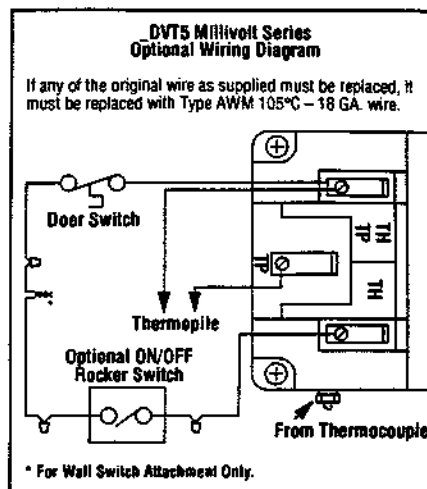 _DVT5 Millivolt Series
Optional Wiring Diagram
If any of the original wire as supplied must be replaced, it
must be replaced with Type AWM 105°C – 18 GA. wire.
Door Switch
TH
TP
TP
TH
Thermopile
Optional ON/OFF
Rocker Switch
From Thermocouple
* For Wall Switch Attachment Only.